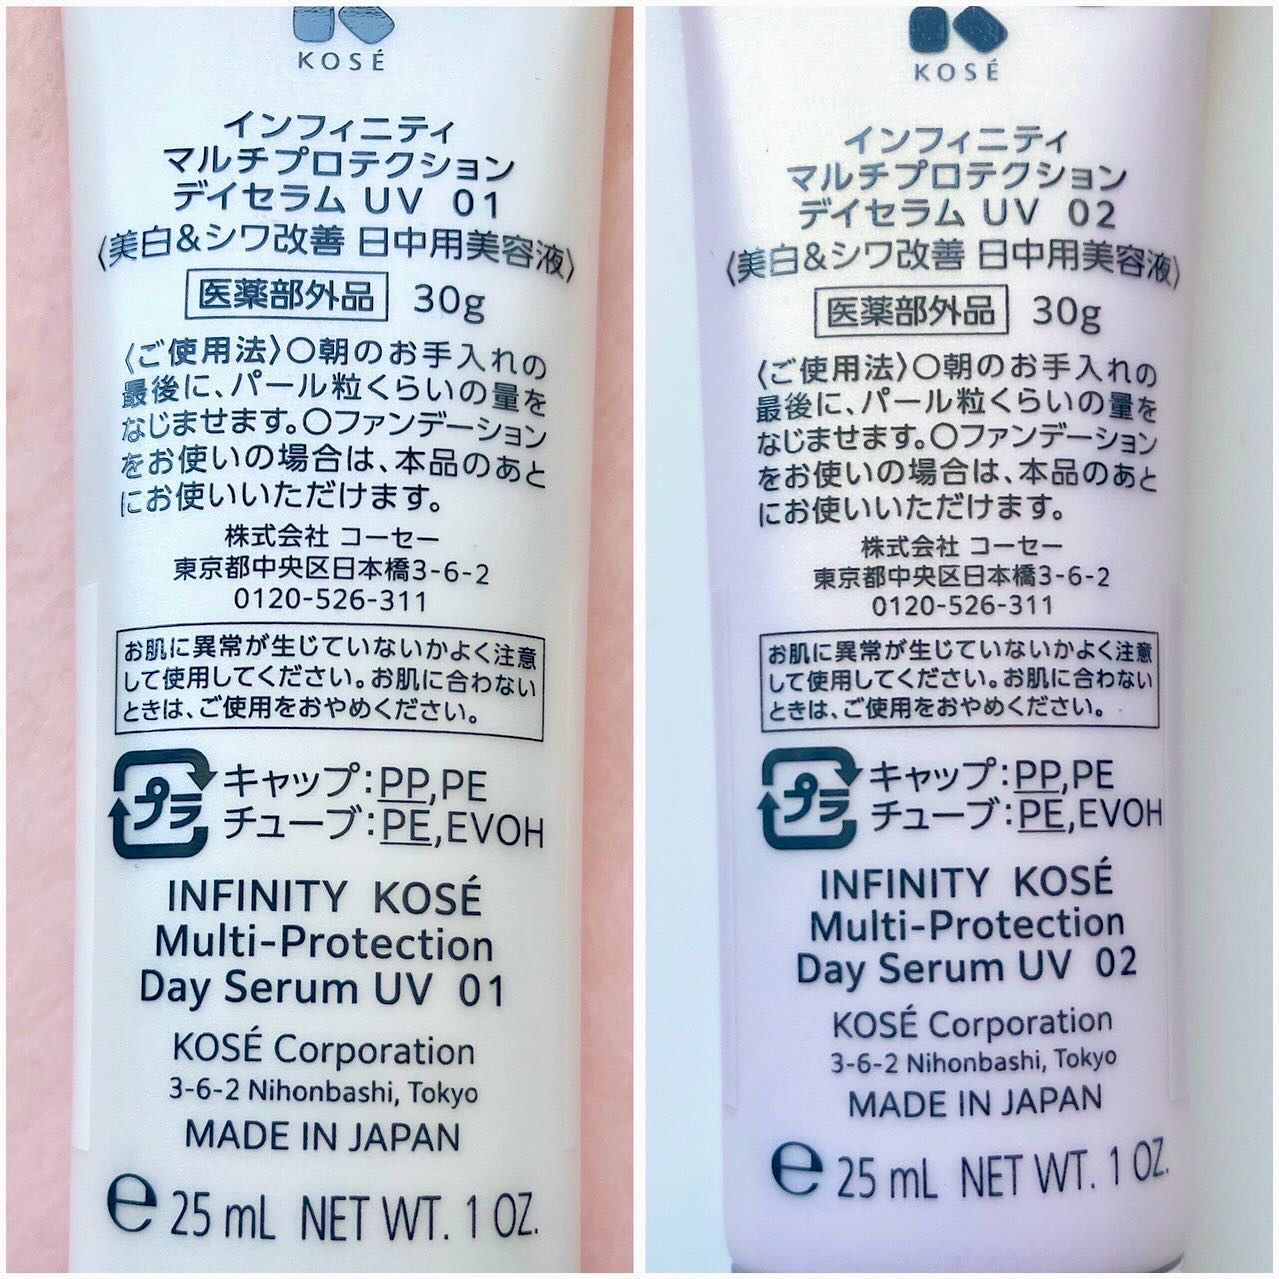 KOSÉ
インフィニティ
マルチプロテクション
デイセラム UV 01
〈美白&シワ改善 日中用美容液〉
医薬部外品 30g
〈ご使用法〉〇朝のお手入れの
最後に、パール粒くらいの量を
なじませます。〇ファンデーション
をお使いの場合は、本品のあと
にお使いいただけます。
株式会社 コーセー
東京都中央区日本橋3-6-2
0120-526-311
お肌に異常が生じていないかよく注意
して使用してください。お肌に合わない
ときは、ご使用をおやめください。
プラ
キャップ:PP,PE
チューブ:PE,EVOH
INFINITY KOSÉ
Multi-Protection
Day Serum UV 01
KOSÉ Corporation
3-6-2 Nihonbashi, Tokyo
MADE IN JAPAN
℮ 25 mL NET WT. 1 OZ.
KOSÉ
インフィニティ
マルチプロテクション
デイセラム UV 02
〈美白&シワ改善 日中用美容液〉
医薬部外品 30g
〈ご使用法〉〇朝のお手入れの
最後に、パール粒くらいの量を
なじませます。〇ファンデーション
をお使いの場合は、本品のあと
にお使いいただけます。
株式会社 コーセー
東京都中央区日本橋3-6-2
0120-526-311
お肌に異常が生じていないかよく注意
して使用してください。お肌に合わない
ときは、ご使用をおやめください。
プラ
キャップ:PP,PE
チューブ:PE,EVOH
INFINITY KOSÉ
Multi-Protection
Day Serum UV 02
KOSÉ Corporation
3-6-2 Nihonbashi, Tokyo
MADE IN JAPAN
℮ 25 mL NET WT. 1 OZ.